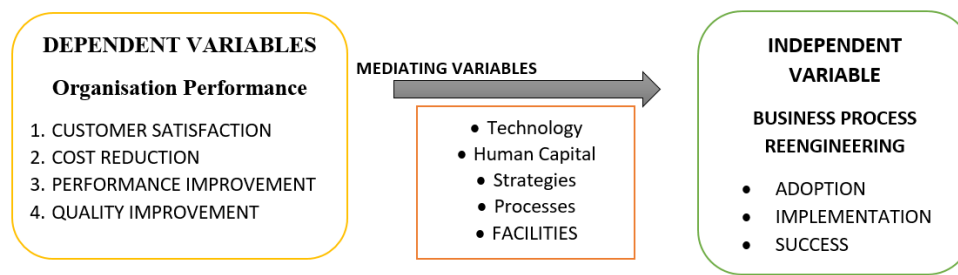 DEPENDENT VARIABLES
Organisation Performance
1. CUSTOMER SATISFACTION
2. COST REDUCTION
3. PERFORMANCE IMPROVEMENT
4. QUALITY IMPROVEMENT
MEDIATING VARIABLES
● Technology
● Human Capital
● Strategies
● Processes
● FACILITIES
INDEPENDENT
VARIABLE
BUSINESS PROCESS
REENGINEERING
● ADOPTION
● IMPLEMENTATION
● SUCCESS